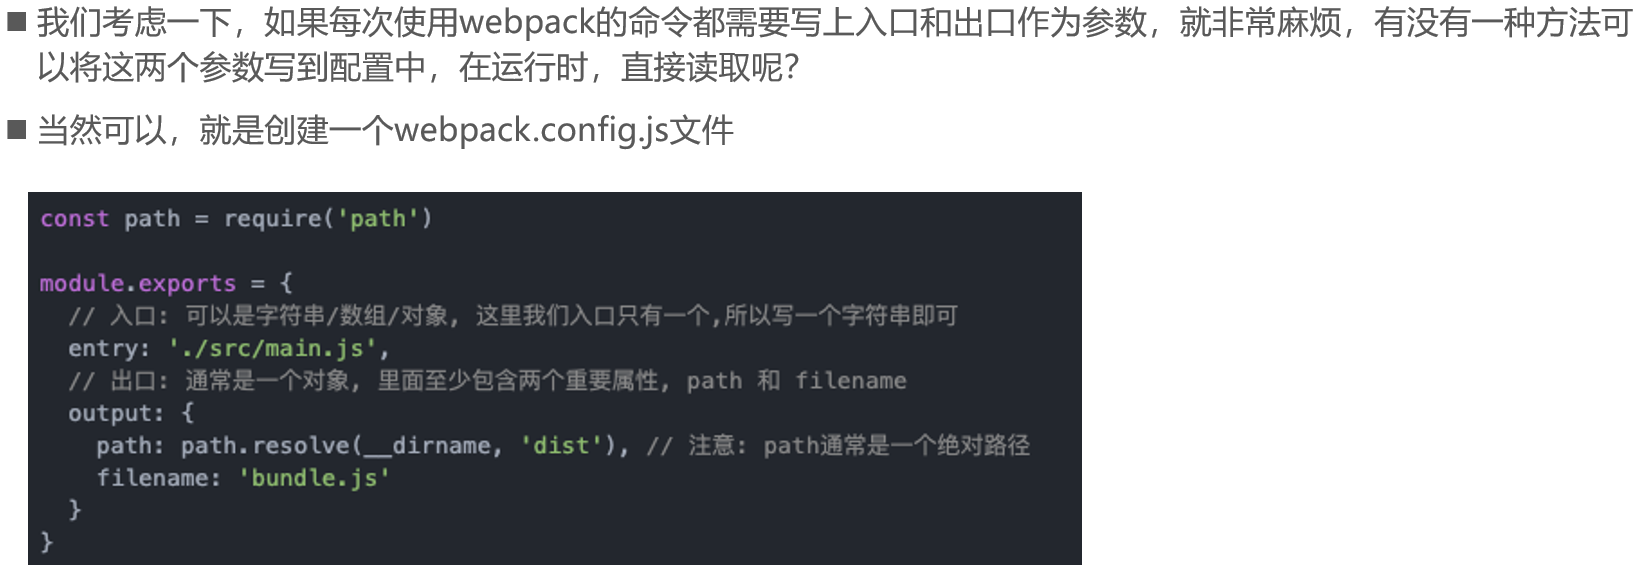 ■ 我们考虑一下，如果每次使用webpack的命令都需要写上入口和出口作为参数，就非常麻烦，有没有一种方法可
以将这两个参数写到配置中，在运行时，直接读取呢？
■ 当然可以，就是创建一个webpack.config.js文件
const path = require('path')
module.exports = {
  // 入口: 可以是字符串/数组/对象, 这里我们入口只有一个,所以写一个字符串即可
  entry: './src/main.js',
  // 出口: 通常是一个对象, 里面至少包含两个重要属性, path 和 filename
  output: {
    path: path.resolve(__dirname, 'dist'), // 注意: path通常是一个绝对路径
    filename: 'bundle.js'
  }
}